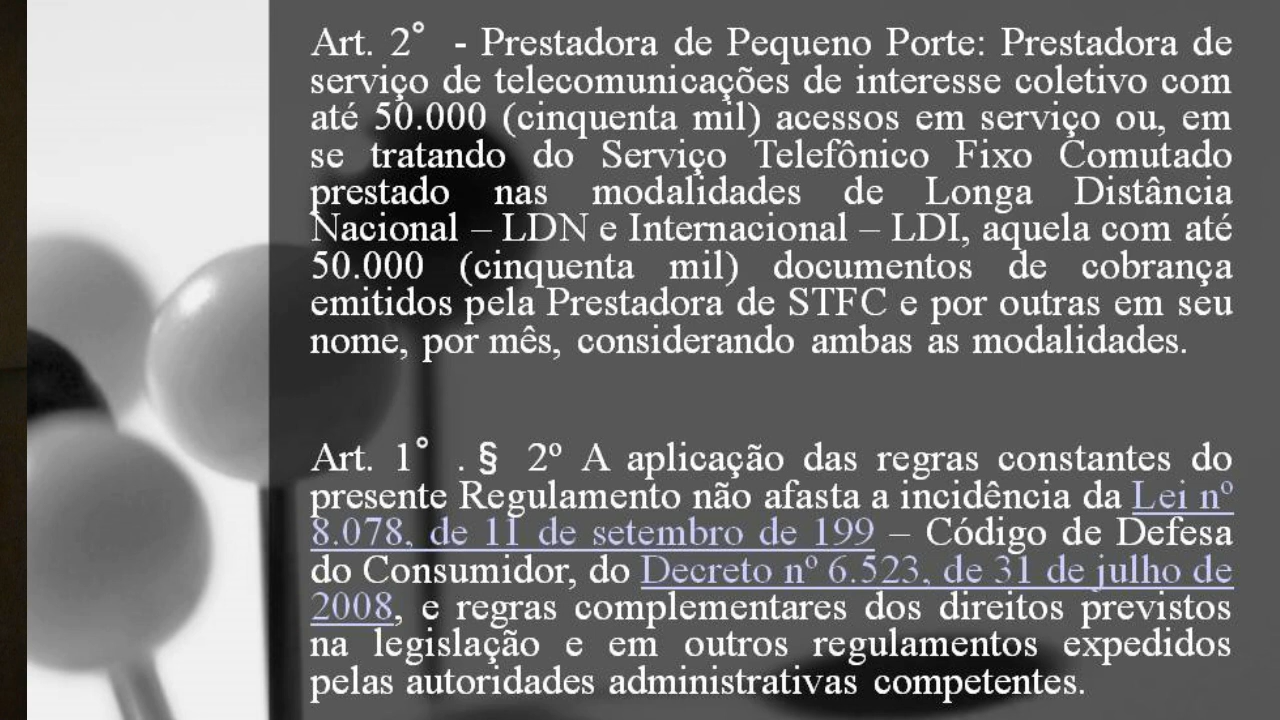 Art. 2° - Prestadora de Pequeno Porte: Prestadora de
serviço de telecomunicações de interesse coletivo com
até 50.000 (cinquenta mil) acessos em serviço ou, em
se tratando do Serviço Telefônico Fixo Comutado
prestado nas modalidades de Longa Distância
Nacional – LDN e Internacional – LDI, aquela com até
50.000 (cinquenta mil) documentos de cobrança
emitidos pela Prestadora de STFC e por outras em seu
nome, por mês, considerando ambas as modalidades.
Art. 1° . § 2º A aplicação das regras constantes do
presente Regulamento não afasta a incidência da Lei nº
8.078, de 11 de setembro de 199 – Código de Defesa
do Consumidor, do Decreto nº 6.523, de 31 de julho de
2008, e regras complementares dos direitos previstos
na legislação e em outros regulamentos expedidos
pelas autoridades administrativas competentes.